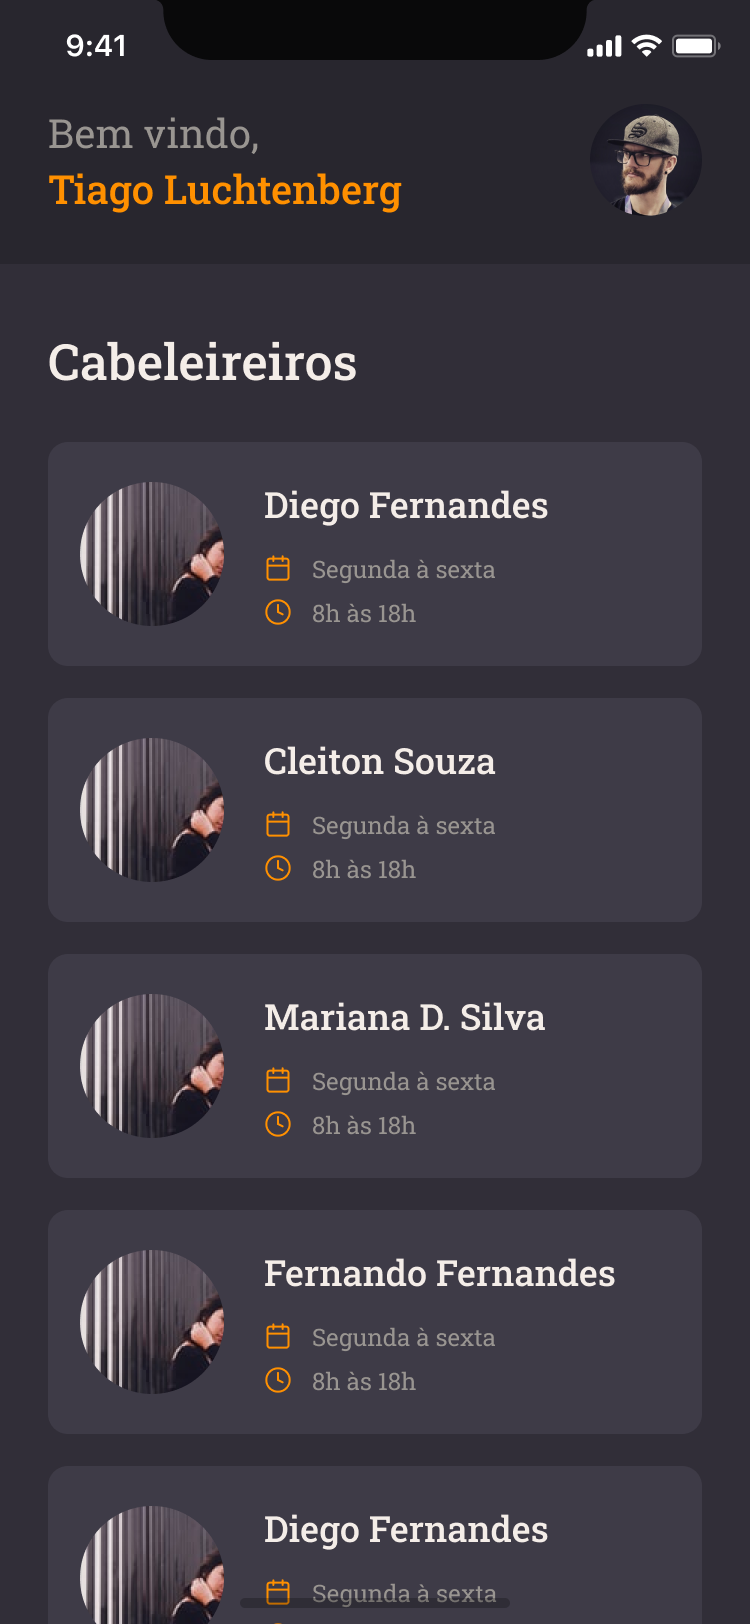 9:41
Bem vindo,
Tiago Luchtenberg
Cabeleireiros
Diego Fernandes
Segunda à sexta
8h às 18h
Cleiton Souza
Segunda à sexta
8h às 18h
Mariana D. Silva
Segunda à sexta
8h às 18h
Fernando Fernandes
Segunda à sexta
8h às 18h
Diego Fernandes
Segunda à sexta